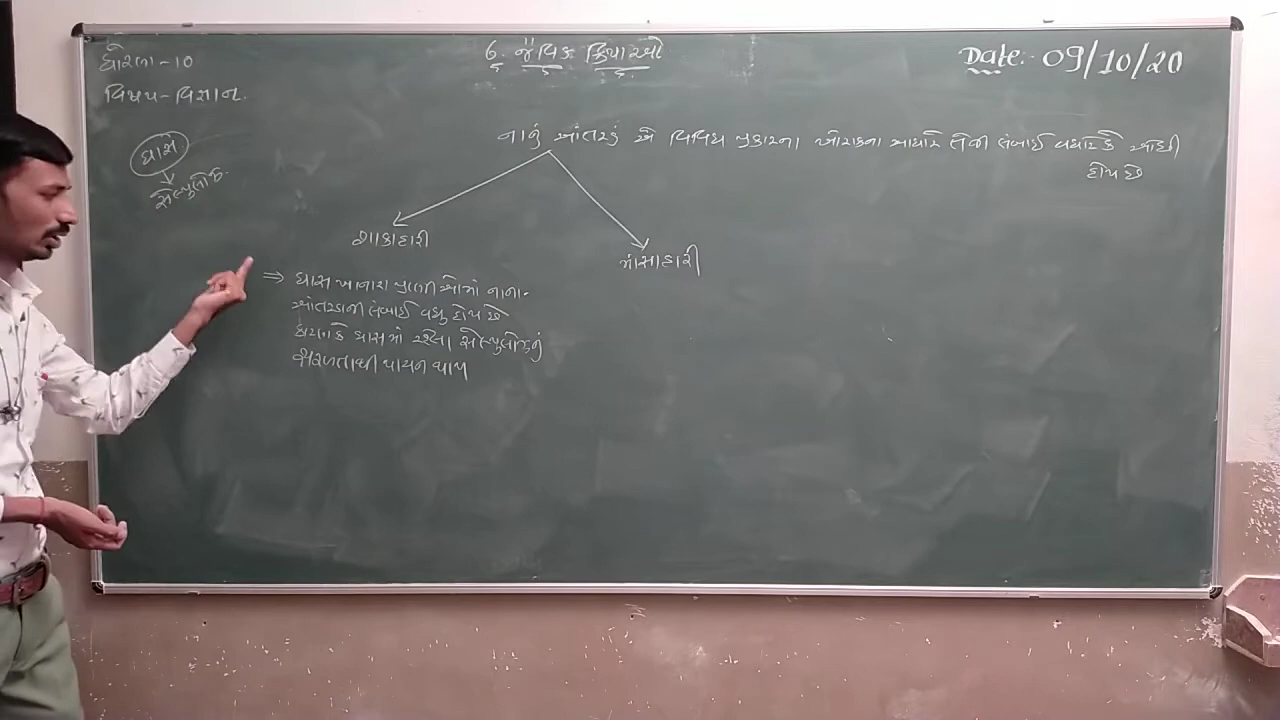 ધોરણ - 10
વિષય - વિજ્ઞાન.
6. જૈવિક ક્રિયાઓ
Date:- 09/10/20
ઘાસ
સેલ્યુલોઝ.
નાનું આંતરડું એ વિવિધ પ્રકારના ખોરાકના આધારે તેની લંબાઈ વધારે કે ઓછી
હોય છે
શાકાહારી
માંસાહારી
⇒ ઘાસ ખાનારા પ્રાણીઓમાં નાના
આંતરડાની લંબાઈ વધુ હોય છે
કારણકે ઘાસમાં રહેલા સેલ્યુલોઝનું
સરળતાથી પાચન થાય